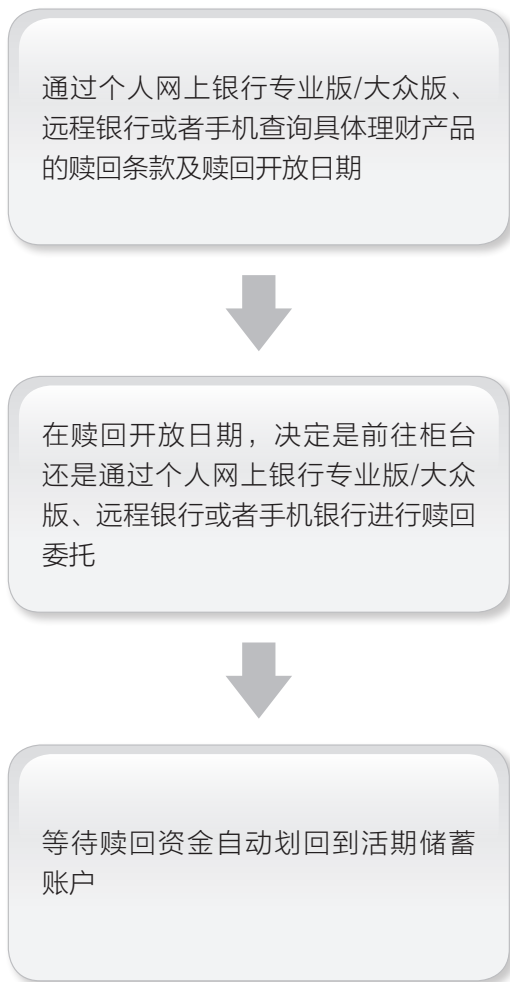 通过个人网上银行专业版/大众版、
远程银行或者手机查询具体理财产品
的赎回条款及赎回开放日期
在赎回开放日期，决定是前往柜台
还是通过个人网上银行专业版/大众
版、远程银行或者手机银行进行赎回
委托
等待赎回资金自动划回到活期储蓄
账户